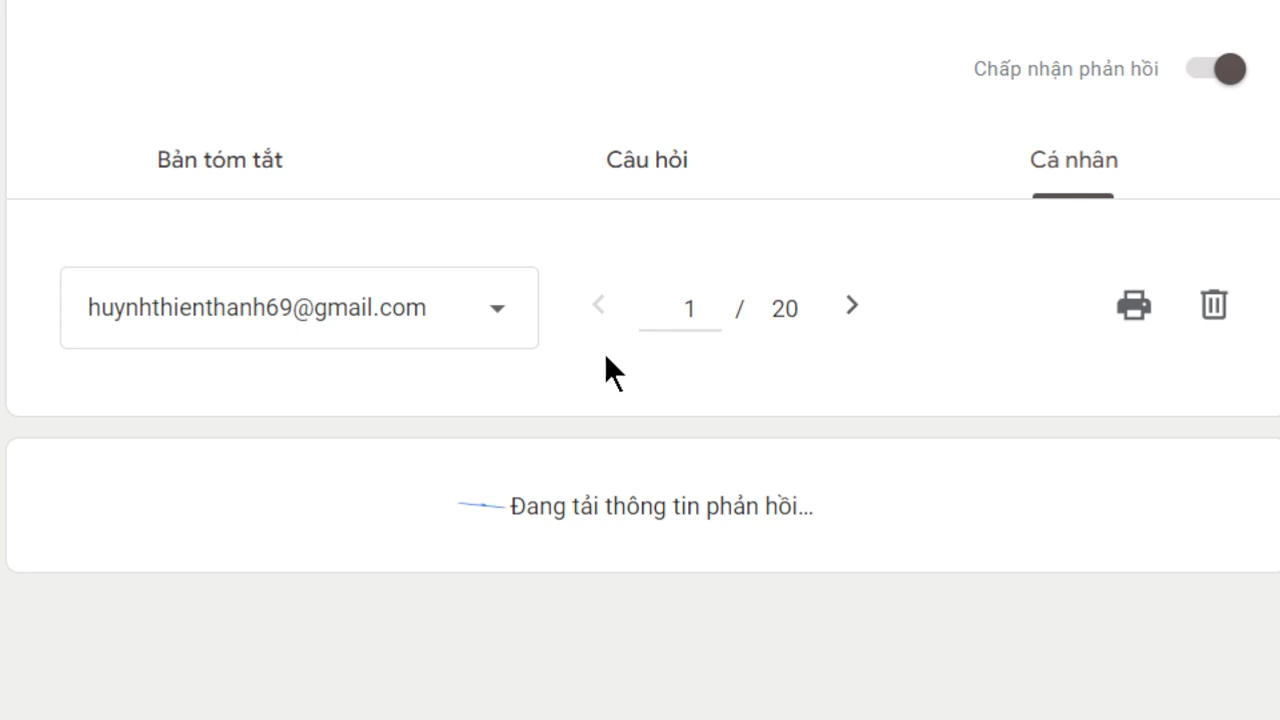 Chấp nhận phản hồi
Bản tóm tắt Câu hỏi Cá nhân
huynhthienthanh69@gmail.com 1 / 20
Đang tải thông tin phản hồi...